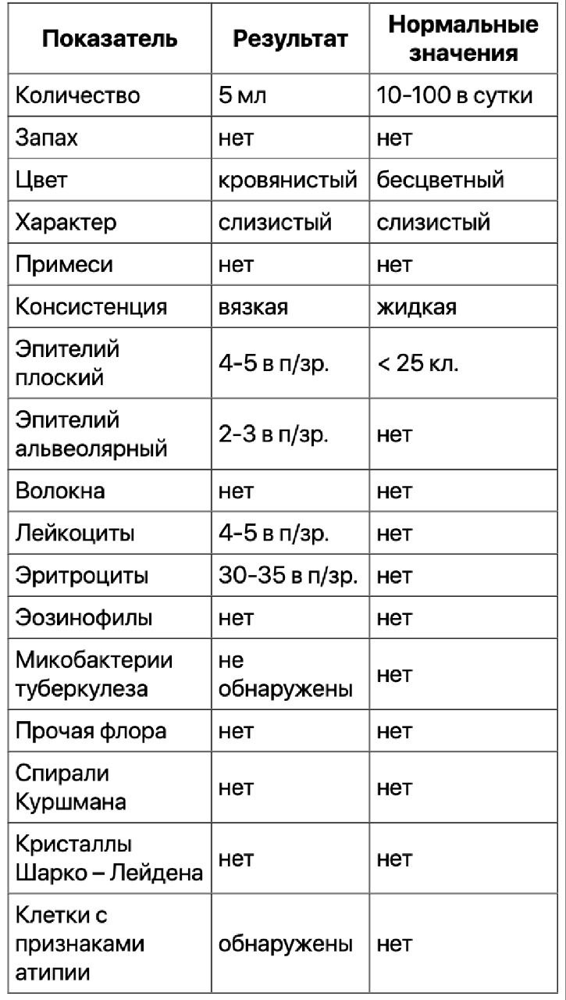 Показатель Результат Нормальные значения
Количество 5 мл 10-100 в сутки
Запах нет нет
Цвет кровянистый бесцветный
Характер слизистый слизистый
Примеси нет нет
Консистенция вязкая жидкая
Эпителий
плоский 4-5 в п/зр. < 25 кл.
Эпителий
альвеолярный 2-3 в п/зр. нет
Волокна нет нет
Лейкоциты 4-5 в п/зр. нет
Эритроциты 30-35 в п/зр. нет
Эозинофилы нет нет
Микобактерии
туберкулеза не
обнаружены нет
Прочая флора нет нет
Спирали
Куршмана нет нет
Кристаллы
Шарко – Лейдена нет нет
Клетки с
признаками
атипии обнаружены нет